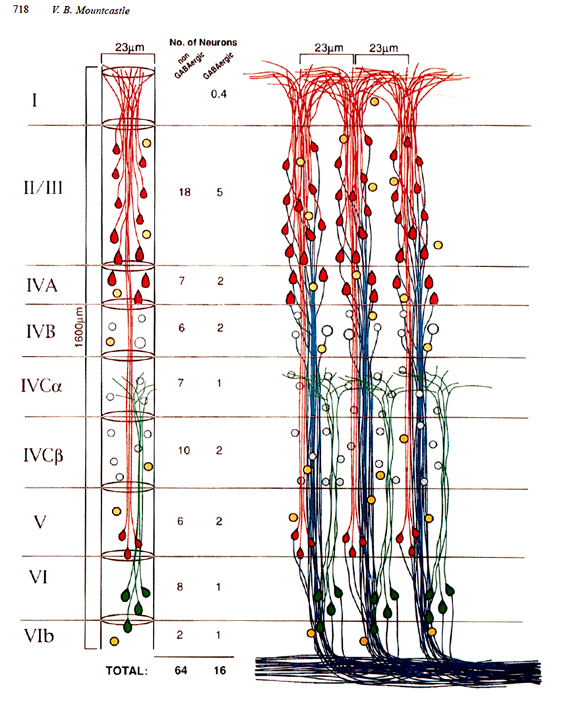 718 V. B. Mountcastle
23μm No. of Neurons 23μm 23μm
non GABAergic GABAergic
I 0.4
II/III 18 5
IVA 7 2
1600μm
IVB 6 2
IVCα 7 1
IVCβ 10 2
V 6 2
VI 8 1
VIb 2 1
TOTAL: 64 16